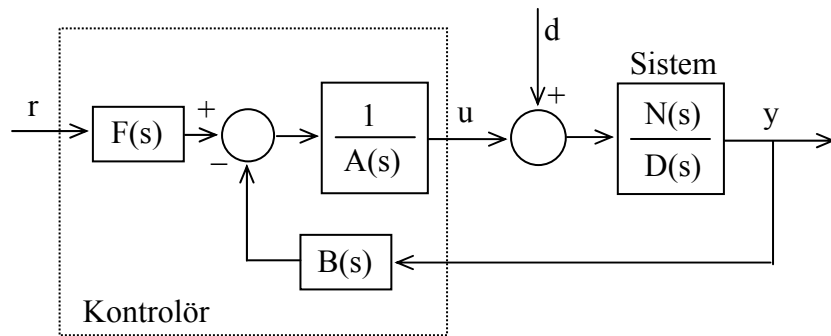 d
Sistem
r
F(s)
+
−
1
A(s)
u
+
N(s)
D(s)
y
B(s)
Kontrolör